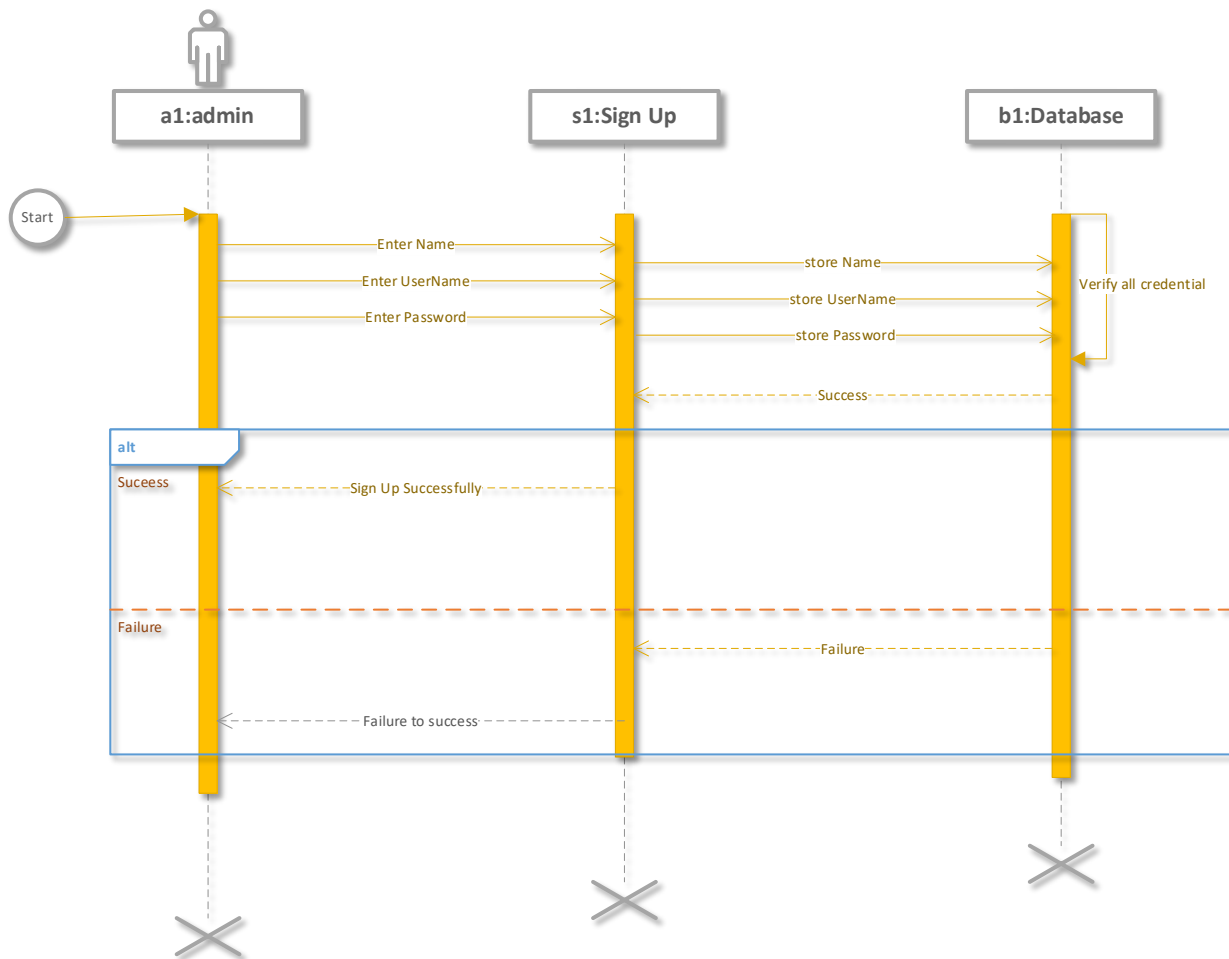 a1:admin
s1:Sign Up
b1:Database
Start
Enter Name
store Name
Enter UserName
Verify all credential
store UserName
Enter Password
store Password
Success
alt
Suceess
Sign Up Successfully
Failure
Failure
Failure to success